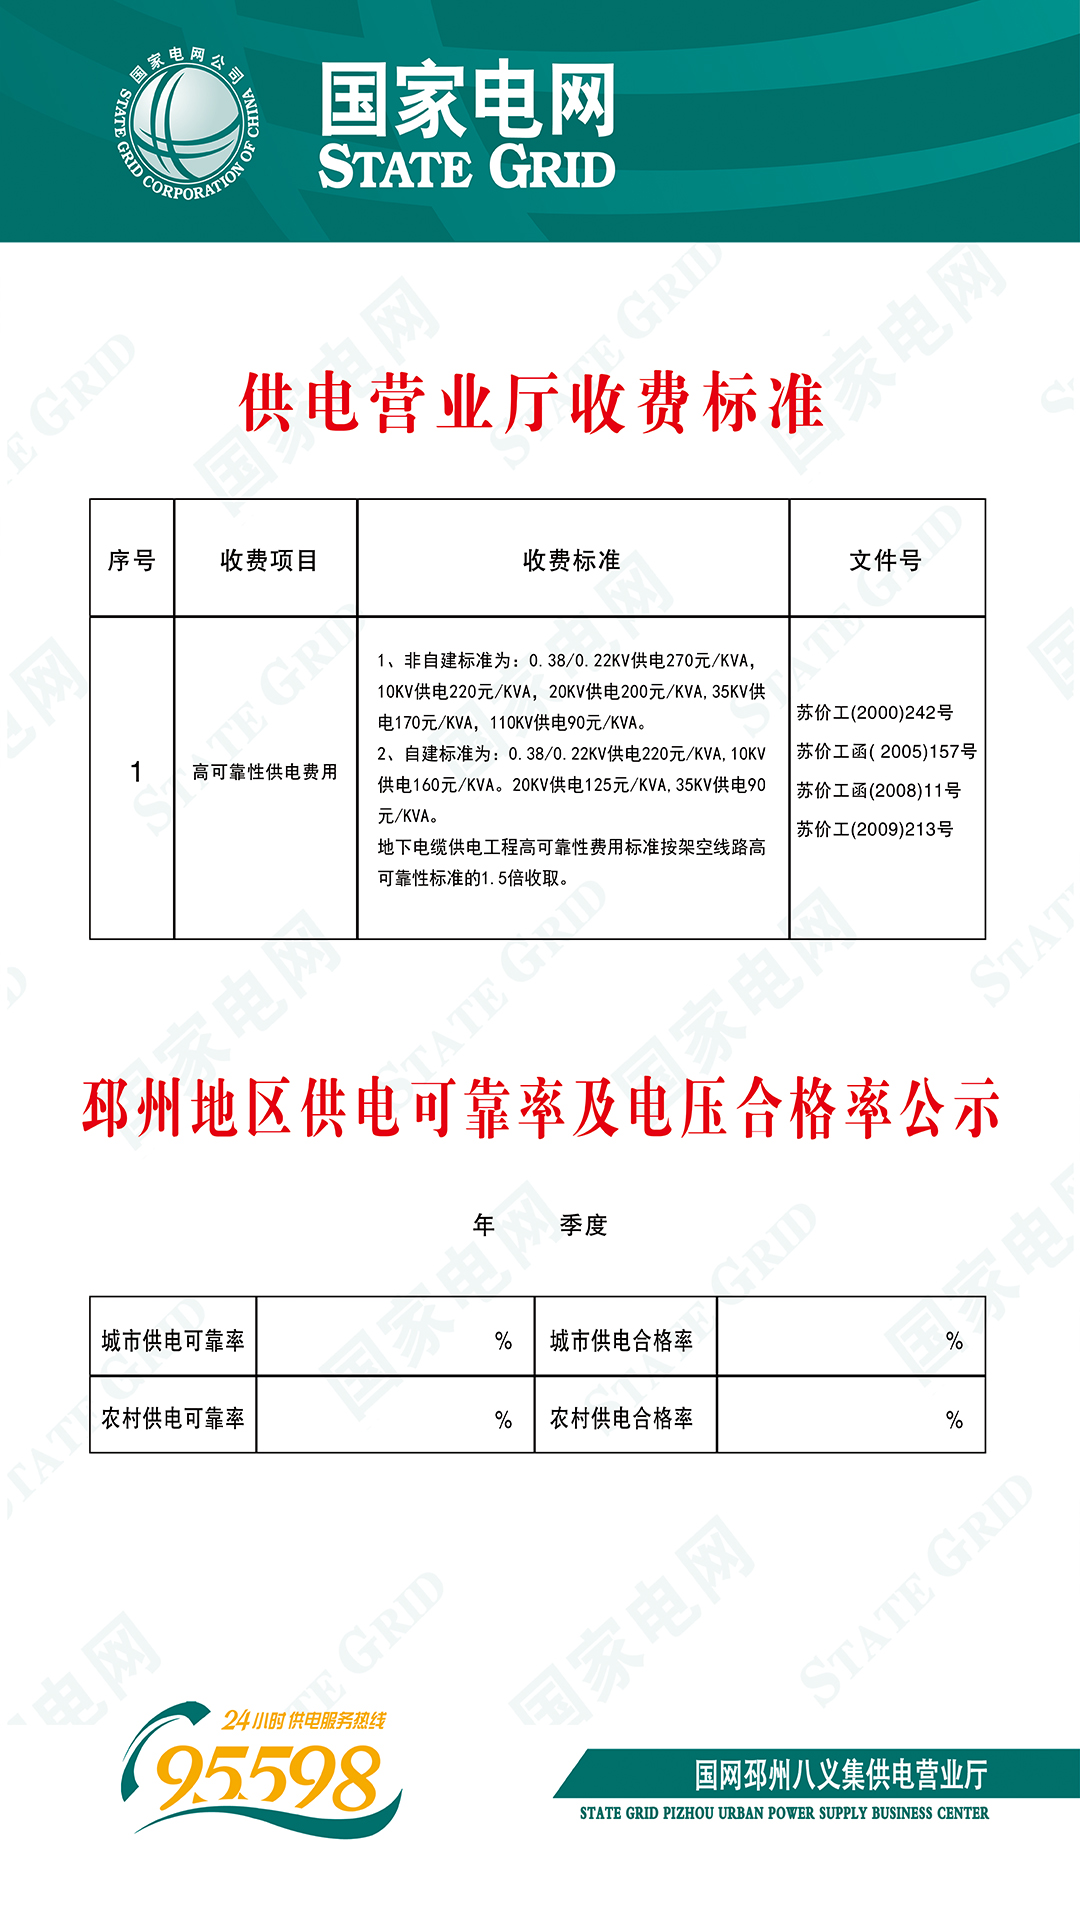 国家电网公司
STATE GRID CORPORATION OF CHINA
国家电网
STATE GRID
供电营业厅收费标准
序号 收费项目 收费标准 文件号
1
高可靠性供电费用
1、非自建标准为：0.38/0.22KV供电270元/KVA，
10KV供电220元/KVA，20KV供电200元/KVA,35KV供
电170元/KVA，110KV供电90元/KVA。
2、自建标准为：0.38/0.22KV供电220元/KVA,10KV
供电160元/KVA。20KV供电125元/KVA,35KV供电90
元/KVA。
地下电缆供电工程高可靠性费用标准按架空线路高
可靠性标准的1.5倍收取。
苏价工(2000)242号
苏价工函( 2005)157号
苏价工函(2008)11号
苏价工(2009)213号
邳州地区供电可靠率及电压合格率公示
年 季度
城市供电可靠率 % 城市供电合格率 %
农村供电可靠率 % 农村供电合格率 %
24小时供电服务热线
95598
国网邳州八义集供电营业厅
STATE GRID PIZHOU URBAN POWER SUPPLY BUSINESS CENTER